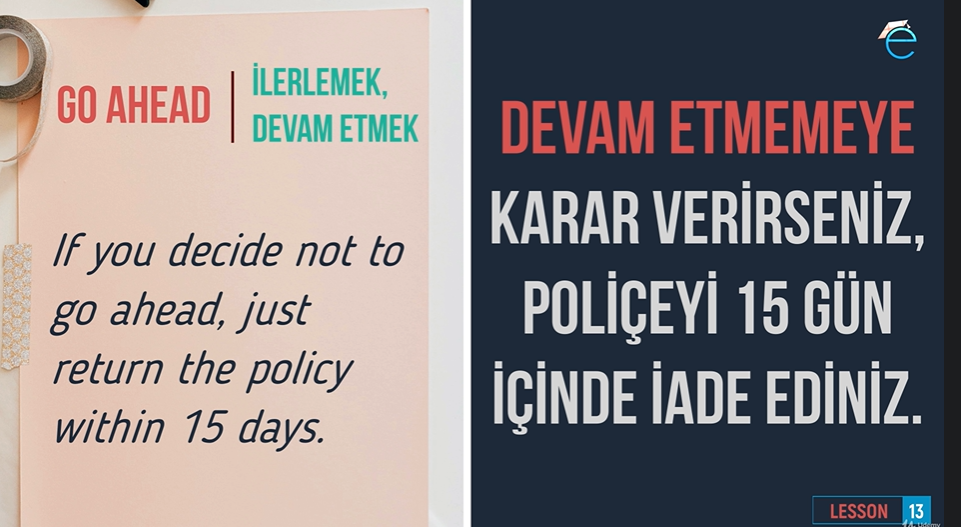 GO AHEAD
İLERLEMEK,
DEVAM ETMEK
If you decide not to
go ahead, just
return the policy
within 15 days.
DEVAM ETMEMEYE
KARAR VERİRSENİZ,
POLİÇEYİ 15 GÜN
İÇİNDE İADE EDİNİZ.
LESSON 13
Udemy